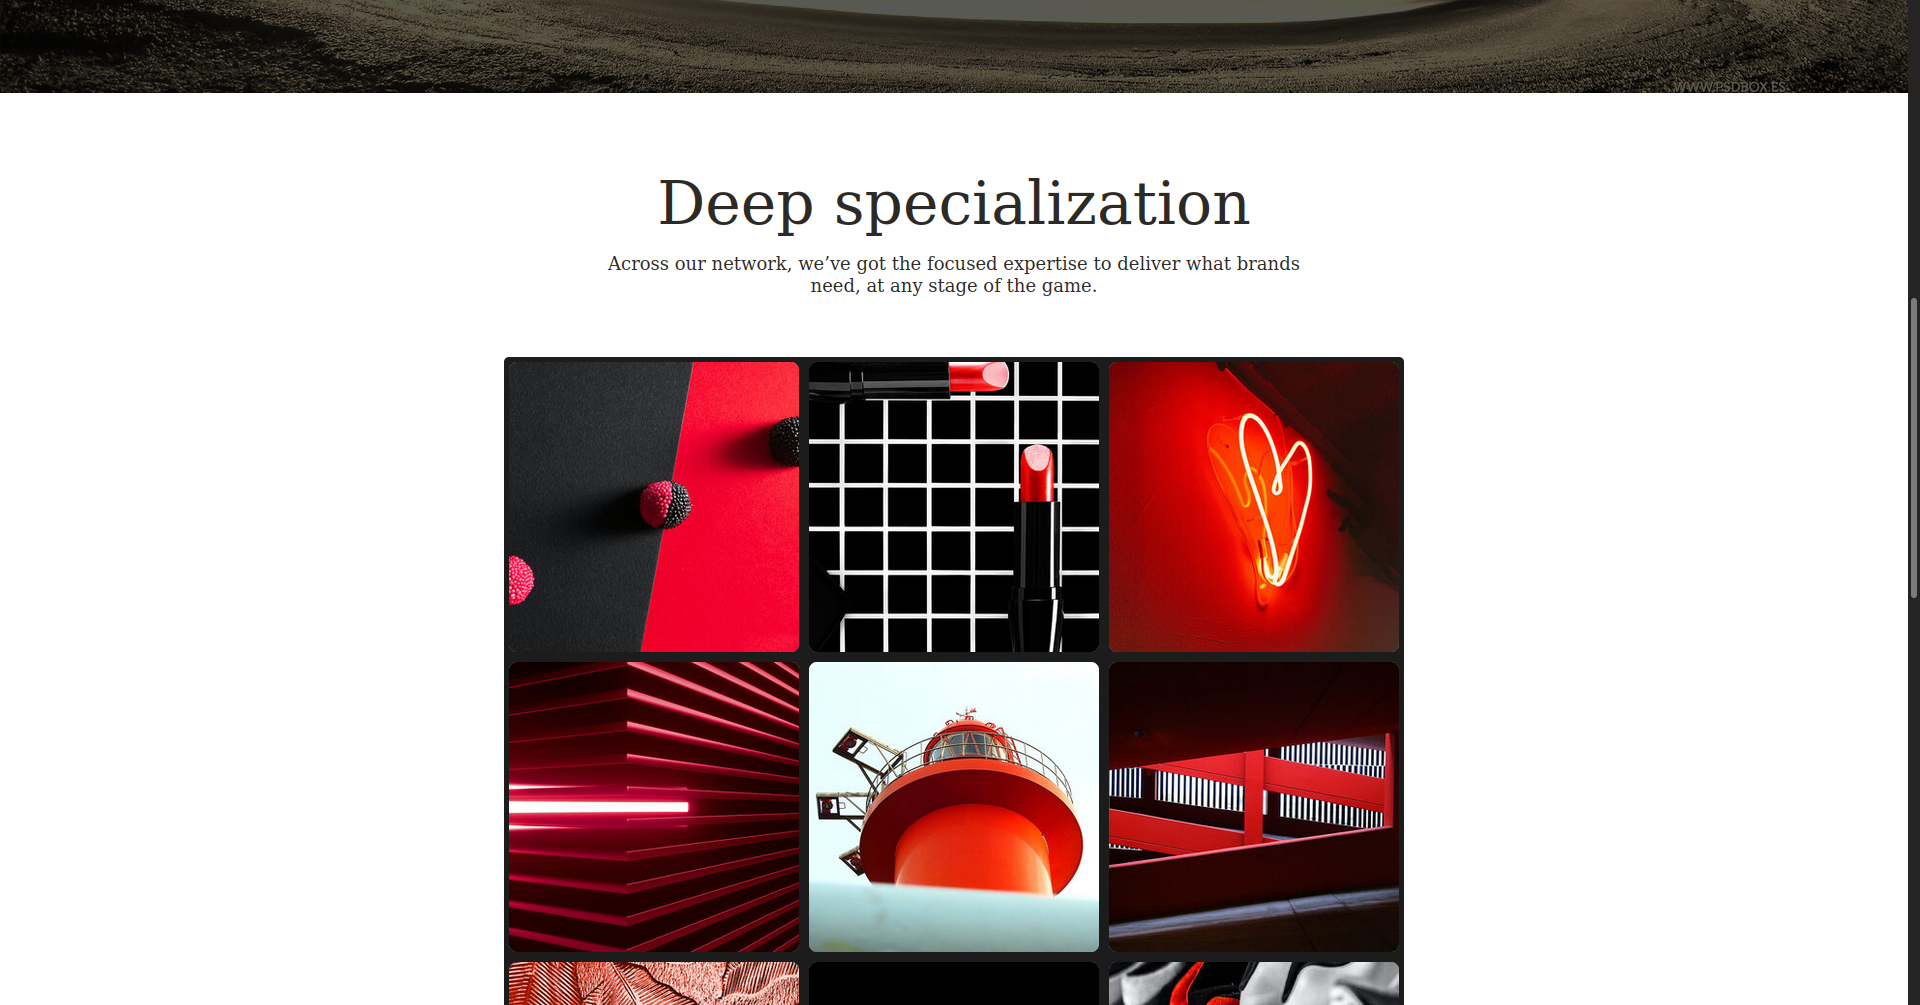 WWW.PSDBOX.ES
Deep specialization
Across our network, we’ve got the focused expertise to deliver what brands
need, at any stage of the game.